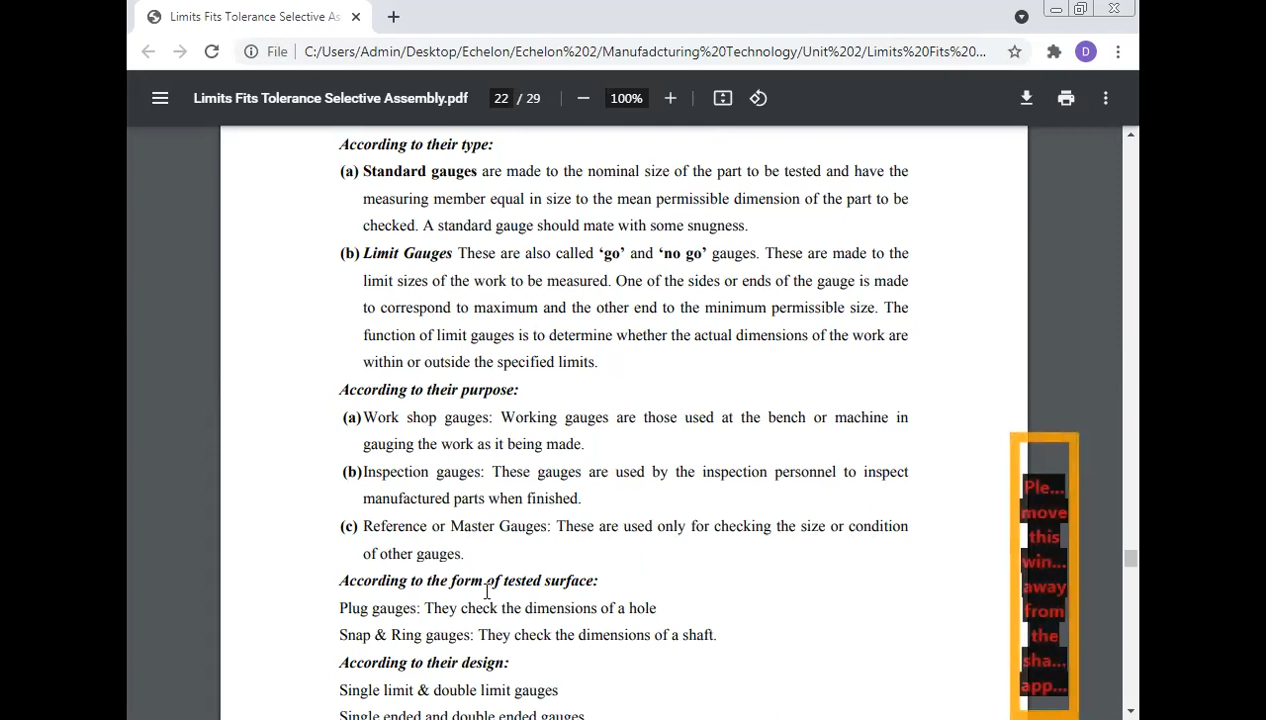 Limits Fits Tolerance Selective As
File C:/Users/Admin/Desktop/Echelon/Echelon%202/Manufadcturing%20Technology/Unit%202/Limits%20Fits%20... D
Limits Fits Tolerance Selective Assembly.pdf 22 / 29 100%
According to their type:
(a) Standard gauges are made to the nominal size of the part to be tested and have the
measuring member equal in size to the mean permissible dimension of the part to be
checked. A standard gauge should mate with some snugness.
(b) Limit Gauges These are also called ‘go’ and ‘no go’ gauges. These are made to the
limit sizes of the work to be measured. One of the sides or ends of the gauge is made
to correspond to maximum and the other end to the minimum permissible size. The
function of limit gauges is to determine whether the actual dimensions of the work are
within or outside the specified limits.
According to their purpose:
(a) Work shop gauges: Working gauges are those used at the bench or machine in
gauging the work as it being made.
(b) Inspection gauges: These gauges are used by the inspection personnel to inspect
manufactured parts when finished.
(c) Reference or Master Gauges: These are used only for checking the size or condition
of other gauges.
According to the form of tested surface:
Plug gauges: They check the dimensions of a hole
Snap & Ring gauges: They check the dimensions of a shaft.
According to their design:
Single limit & double limit gauges
Single ended and double ended gauges
Ple...
move
this
win...
away
from
the
sha...
app...